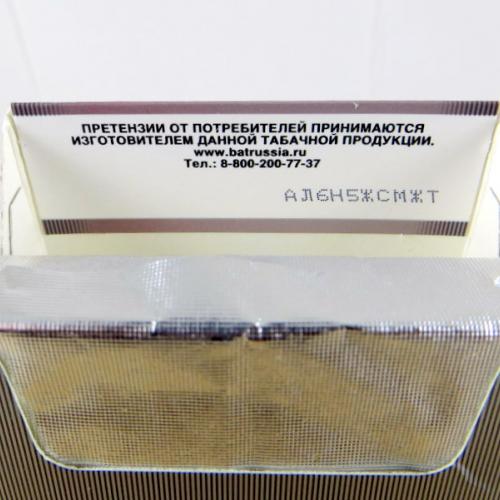 ПРЕТЕНЗИИ ОТ ПОТРЕБИТЕЛЕЙ ПРИНИМАЮТСЯ
ИЗГОТОВИТЕЛЕМ ДАННОЙ ТАБАЧНОЙ ПРОДУКЦИИ.
www.batrussia.ru
Тел.: 8-800-200-77-37
АЛ6Н5ЖСМЖТ